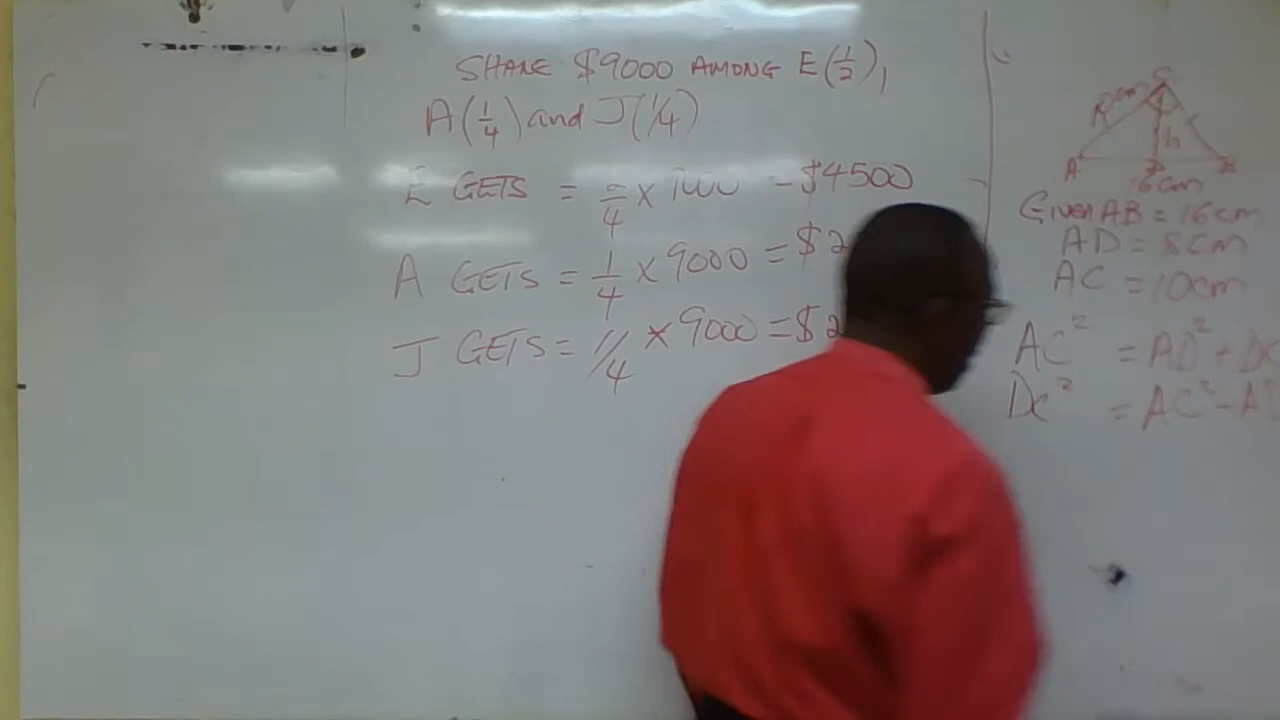 SHARE $9000 AMONG E(1/2),
A(1/4) and J(1/4)
E GETS = 2/4 x 9000 = $4500
A GETS = 1/4 x 9000 = $2
J GETS = 1/4 x 9000 = $2
C
10cm
h
A
16cm
Given AB = 16cm
AD = 8cm
AC = 10cm
AC² = AD² + DC
DC² = AC² - A